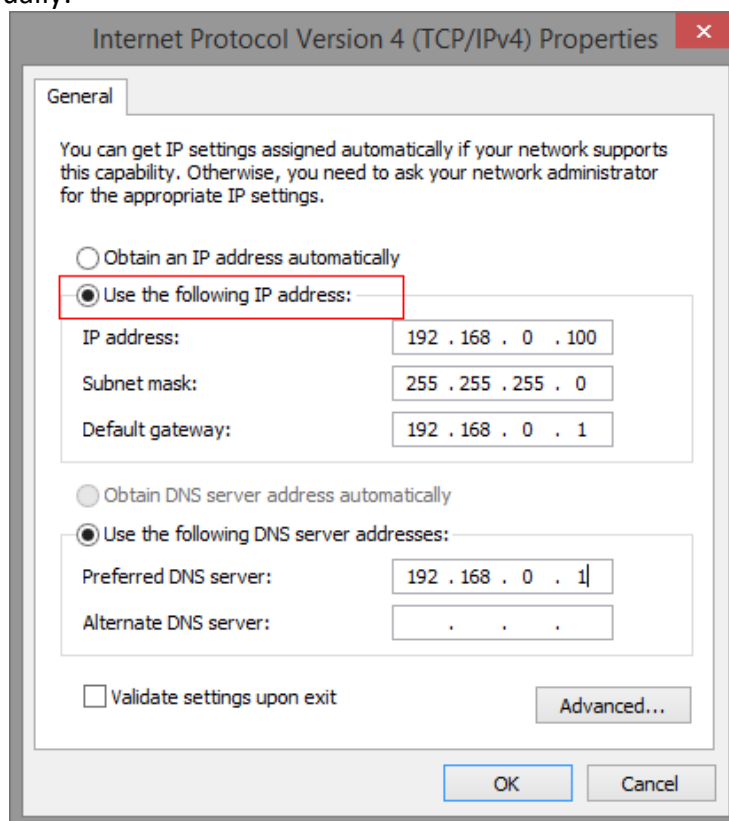 Internet Protocol Version 4 (TCP/IPv4) Properties
General
You can get IP settings assigned automatically if your network supports
this capability. Otherwise, you need to ask your network administrator
for the appropriate IP settings.
Obtain an IP address automatically
Use the following IP address:
IP address: 192 . 168 . 0 . 100
Subnet mask: 255 . 255 . 255 . 0
Default gateway: 192 . 168 . 0 . 1
Obtain DNS server address automatically
Use the following DNS server addresses:
Preferred DNS server: 192 . 168 . 0 . 1
Alternate DNS server: . . .
Validate settings upon exit
Advanced...
OK Cancel